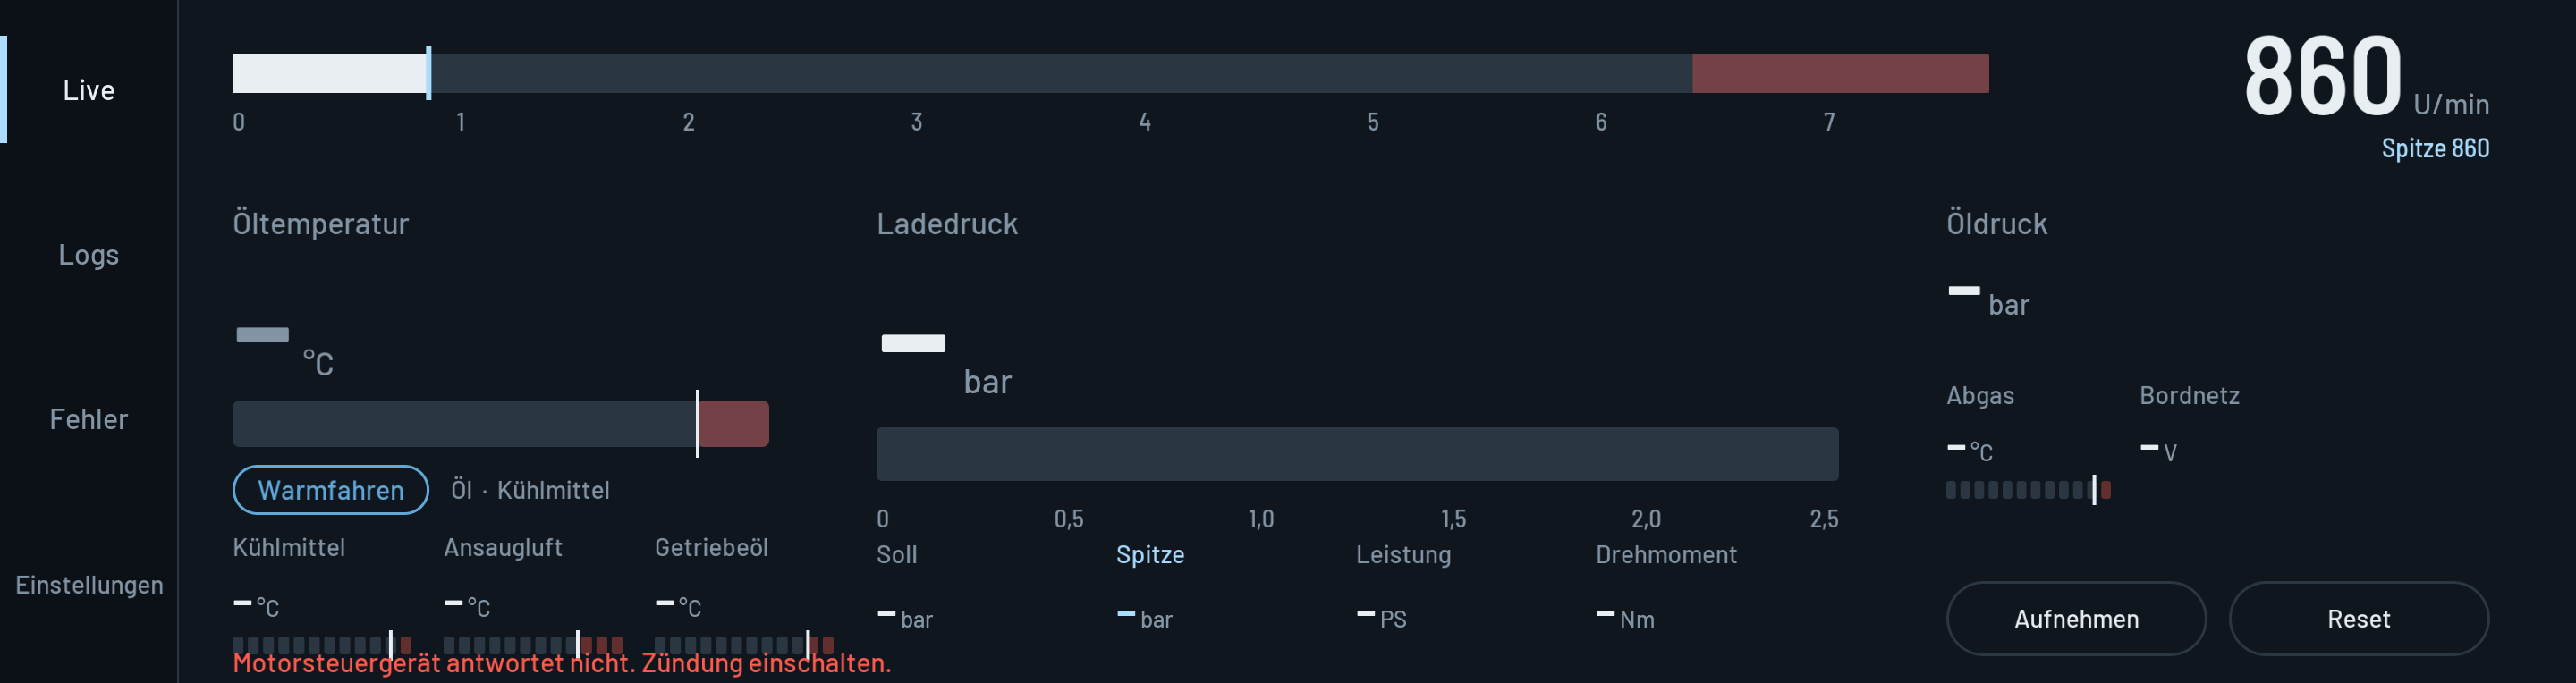 Live
Logs
Fehler
Einstellungen
0 1 2 3 4 5 6 7
860 U/min
Spitze 860
Öltemperatur
– °C
Warmfahren Öl · Kühlmittel
Kühlmittel Ansaugluft Getriebeöl
– °C – °C – °C
Motorsteuergerät antwortet nicht. Zündung einschalten.
Ladedruck
– bar
0 0,5 1,0 1,5 2,0 2,5
Soll Spitze Leistung Drehmoment
– bar – bar – PS – Nm
Öldruck
– bar
Abgas Bordnetz
– °C – V
Aufnehmen Reset